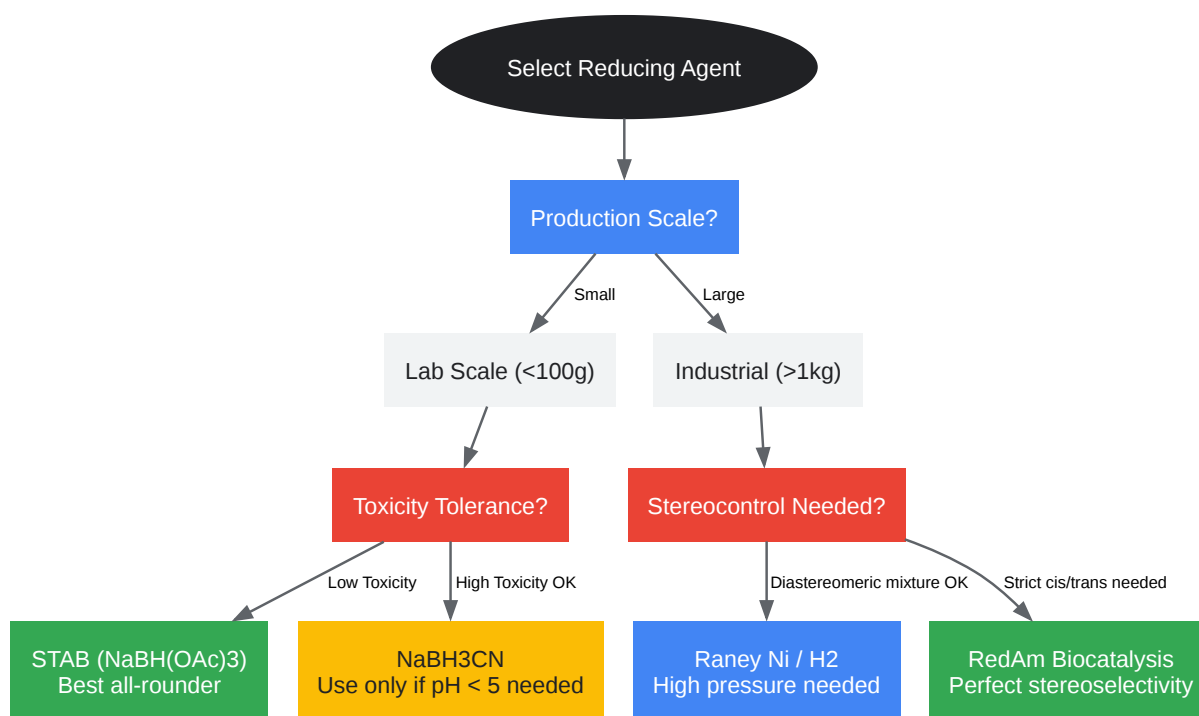 Select Reducing Agent
Production Scale?
Small
Large
Lab Scale (<100g)
Industrial (>1kg)
Toxicity Tolerance?
Stereocontrol Needed?
Low Toxicity
High Toxicity OK
Diastereomeric mixture OK
Strict cis/trans needed
STAB (NaBH(OAc)3)
Best all-rounder
NaBH3CN
Use only if pH < 5 needed
Raney Ni / H2
High pressure needed
RedAm Biocatalysis
Perfect stereoselectivity